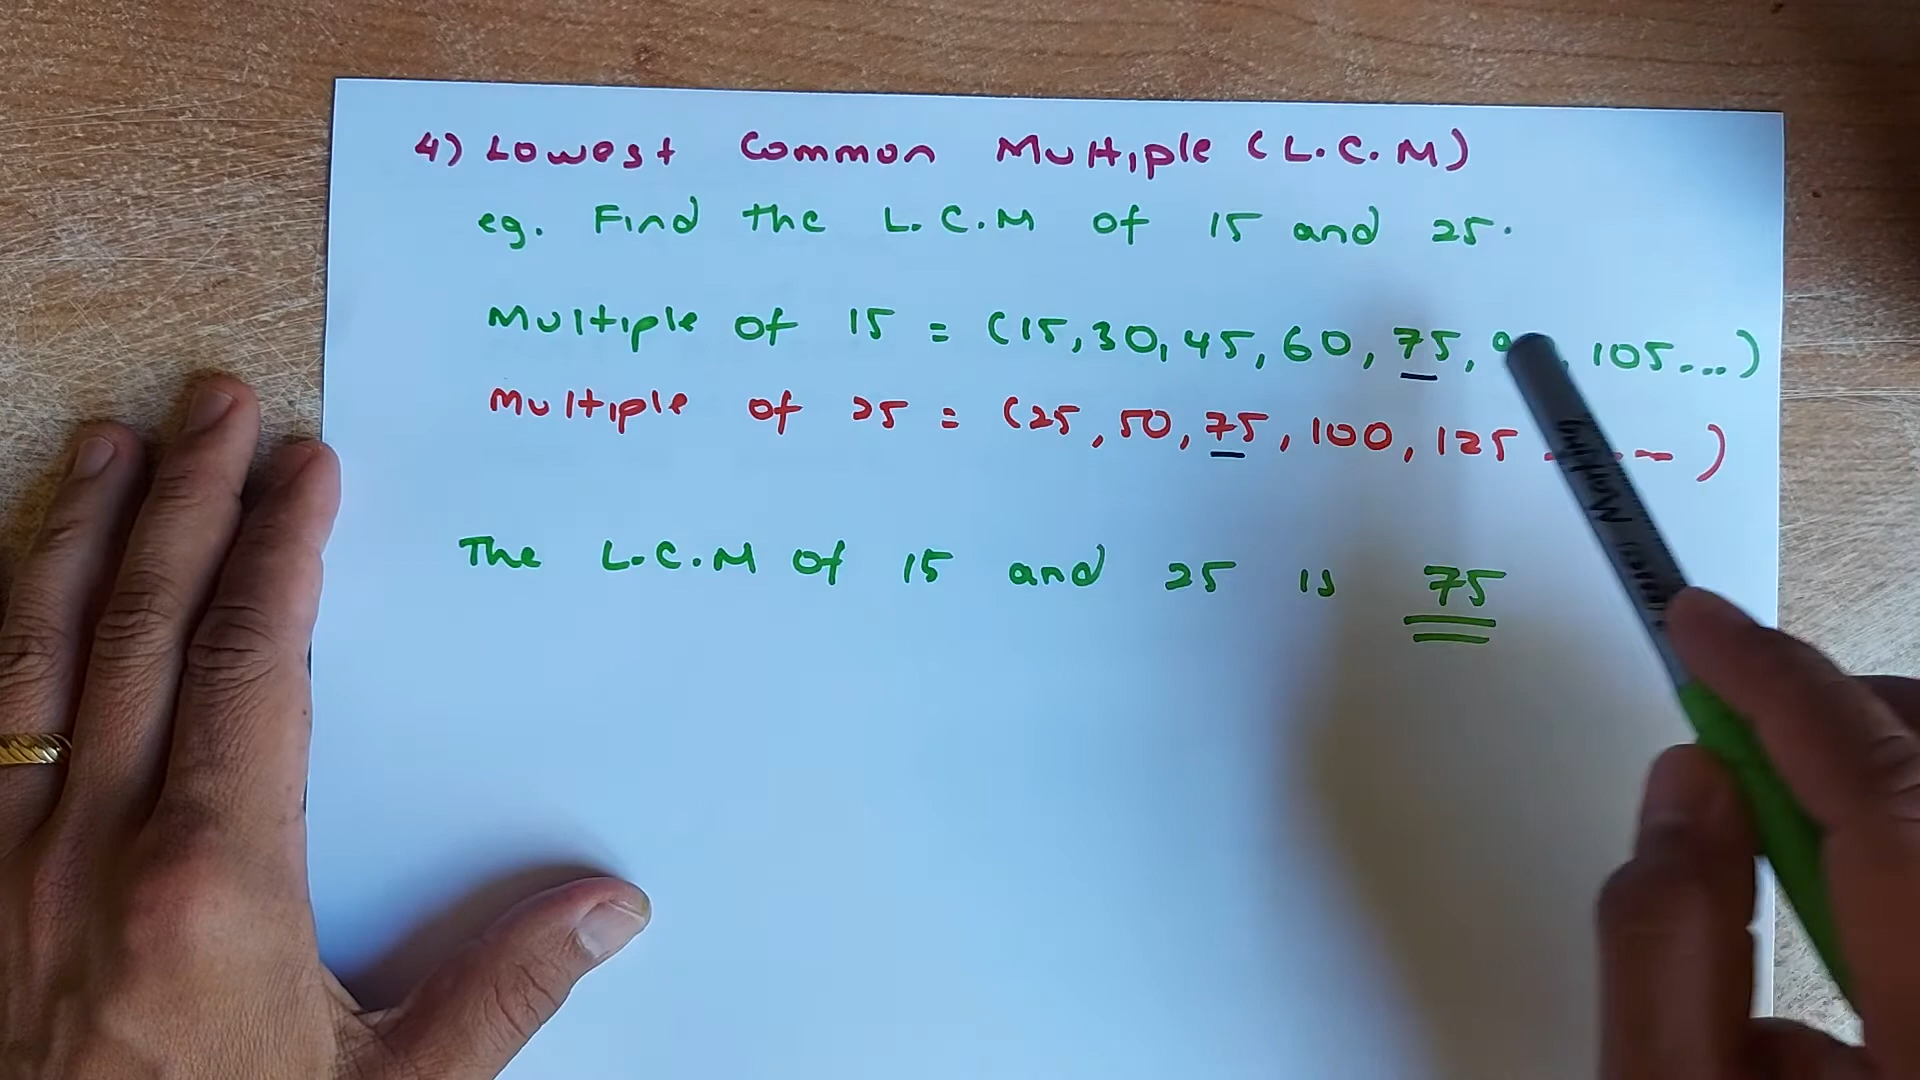 4) Lowest Common Multiple (L.C.M)
eg. Find the L.C.M of 15 and 25.
Multiple of 15 = (15, 30, 45, 60, 75, 105...)
Multiple of 25 = (25, 50, 75, 100, 125 ...)
The L.C.M of 15 and 25 is 75